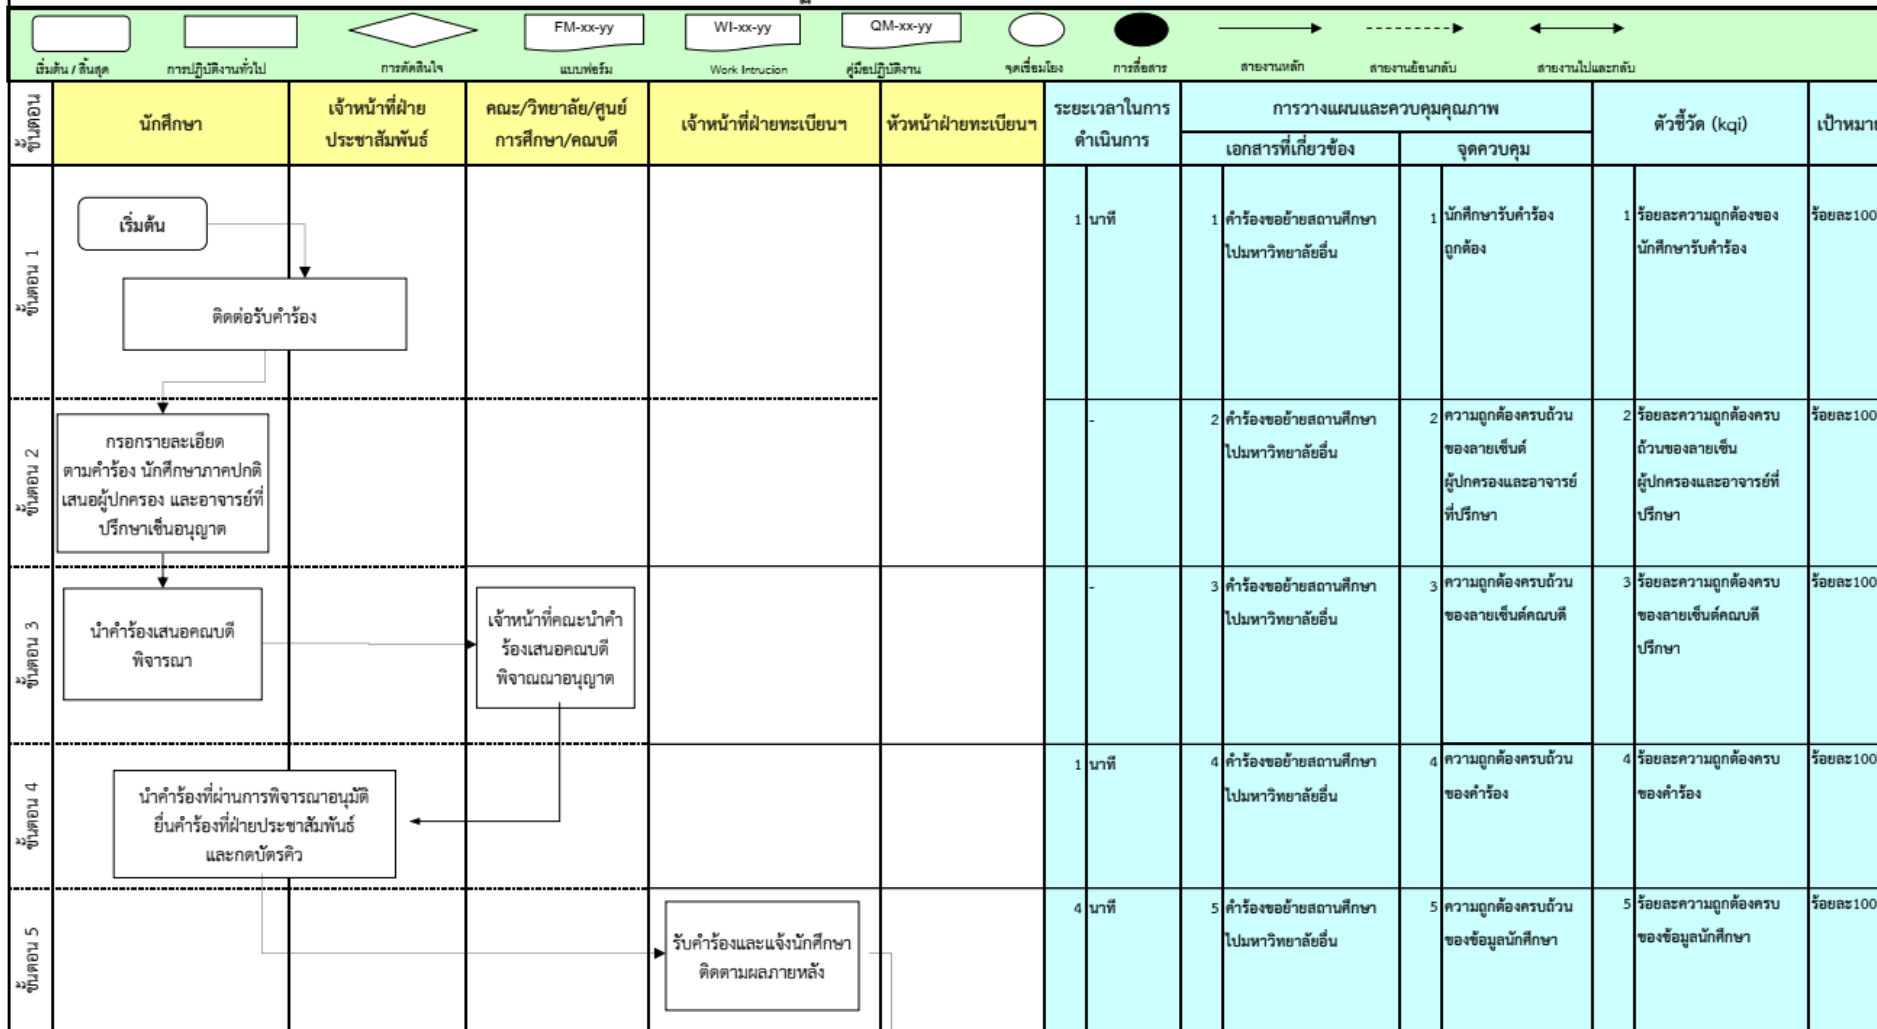 FM-xx-yy
WI-xx-yy
QM-xx-yy
เริ่มต้น / สิ้นสุด
การปฏิบัติงานทั่วไป
การตัดสินใจ
แบบฟอร์ม
Work Intrucion
คู่มือปฏิบัติงาน
จุดเชื่อมโยง
การสื่อสาร
สายงานหลัก
สายงานย้อนกลับ
สายงานไปและกลับ
ขั้นตอน
นักศึกษา
เจ้าหน้าที่ฝ่าย
ประชาสัมพันธ์
คณะ/วิทยาลัย/ศูนย์
การศึกษา/คณบดี
เจ้าหน้าที่ฝ่ายทะเบียนฯ
หัวหน้าฝ่ายทะเบียนฯ
ระยะเวลาในการ
ดำเนินการ
การวางแผนและควบคุมคุณภาพ
เอกสารที่เกี่ยวข้อง
จุดควบคุม
ตัวชี้วัด (kqi)
เป้าหมาย
ขั้นตอน 1
เริ่มต้น
ติดต่อรับคำร้อง
1 นาที
1 คำร้องขอย้ายสถานศึกษา
ไปมหาวิทยาลัยอื่น
1 นักศึกษารับคำร้อง
ถูกต้อง
1 ร้อยละความถูกต้องของ
นักศึกษารับคำร้อง
ร้อยละ100
ขั้นตอน 2
กรอกรายละเอียด
ตามคำร้อง นักศึกษาภาคปกติ
เสนอผู้ปกครอง และอาจารย์ที่
ปรึกษาเซ็นอนุญาต
-
2 คำร้องขอย้ายสถานศึกษา
ไปมหาวิทยาลัยอื่น
2 ความถูกต้องครบถ้วน
ของลายเซ็นต์
ผู้ปกครองและอาจารย์
ที่ปรึกษา
2 ร้อยละความถูกต้องครบ
ถ้วนของลายเซ็น
ผู้ปกครองและอาจารย์ที่
ปรึกษา
ร้อยละ100
ขั้นตอน 3
นำคำร้องเสนอคณบดี
พิจารณา
เจ้าหน้าที่คณะนำคำ
ร้องเสนอคณบดี
พิจาณณาอนุญาต
-
3 คำร้องขอย้ายสถานศึกษา
ไปมหาวิทยาลัยอื่น
3 ความถูกต้องครบถ้วน
ของลายเซ็นต์คณบดี
3 ร้อยละความถูกต้องครบ
ของลายเซ็นต์คณบดี
ปรึกษา
ร้อยละ100
ขั้นตอน 4
นำคำร้องที่ผ่านการพิจารณาอนุมัติ
ยื่นคำร้องที่ฝ่ายประชาสัมพันธ์
และกดบัตรคิว
1 นาที
4 คำร้องขอย้ายสถานศึกษา
ไปมหาวิทยาลัยอื่น
4 ความถูกต้องครบถ้วน
ของคำร้อง
4 ร้อยละความถูกต้องครบ
ของคำร้อง
ร้อยละ100
ขั้นตอน 5
รับคำร้องและแจ้งนักศึกษา
ติดตามผลภายหลัง
4 นาที
5 คำร้องขอย้ายสถานศึกษา
ไปมหาวิทยาลัยอื่น
5 ความถูกต้องครบถ้วน
ของข้อมูลนักศึกษา
5 ร้อยละความถูกต้องครบ
ของข้อมูลนักศึกษา
ร้อยละ100